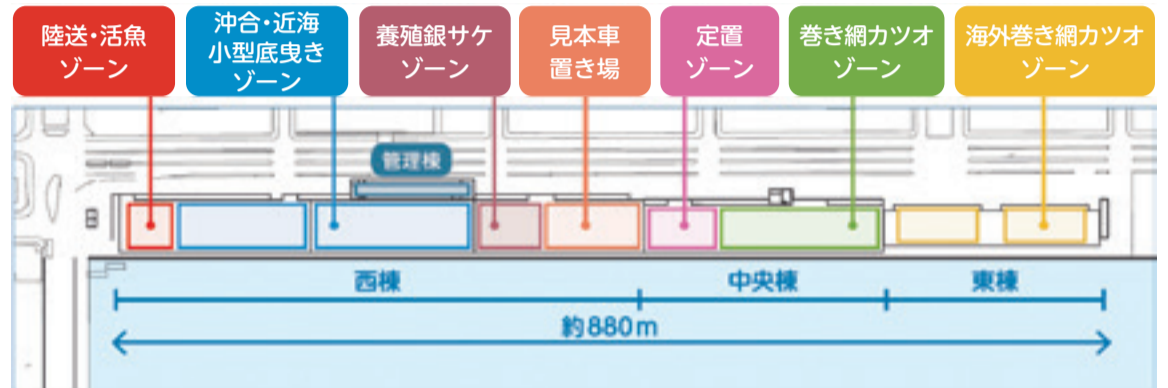 陸送・活魚
ゾーン
沖合・近海
小型底曳き
ゾーン
養殖銀サケ
ゾーン
見本車
置き場
定置
ゾーン
巻き網カツオ
ゾーン
海外巻き網カツオ
ゾーン
管理棟
西棟
中央棟
東棟
約880m